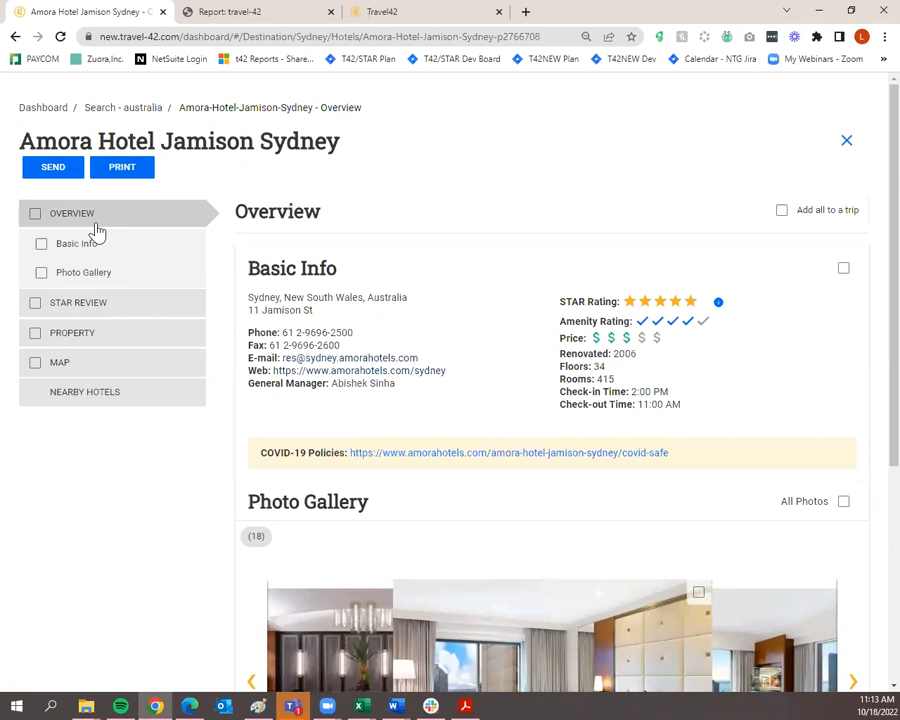 Amora Hotel Jamison Sydney - O
Report: travel-42
Travel42
new.travel-42.com/dashboard/#/Destination/Sydney/Hotels/Amora-Hotel-Jamison-Sydney-p2766708
L
PAYCOM
Zuora,Inc.
NetSuite Login
t42 Reports - Share...
T42/STAR Plan
T42/STAR Dev Board
T42NEW Plan
T42NEW Dev
Calendar - NTG Jira
My Webinars - Zoom
»
Dashboard / Search - australia / Amora-Hotel-Jamison-Sydney - Overview
Amora Hotel Jamison Sydney
SEND PRINT
OVERVIEW
Basic Info
Photo Gallery
STAR REVIEW
PROPERTY
MAP
NEARBY HOTELS
Overview
Add all to a trip
Basic Info
Sydney, New South Wales, Australia
11 Jamison St
Phone: 61 2-9696-2500
Fax: 61 2-9696-2600
E-mail: res@sydney.amorahotels.com
Web: https://www.amorahotels.com/sydney
General Manager: Abishek Sinha
STAR Rating:
Amenity Rating:
Price: $ $ $ $ $
Renovated: 2006
Floors: 34
Rooms: 415
Check-in Time: 2:00 PM
Check-out Time: 11:00 AM
COVID-19 Policies: https://www.amorahotels.com/amora-hotel-jamison-sydney/covid-safe
Photo Gallery
All Photos
(18)
11:13 AM
10/18/2022